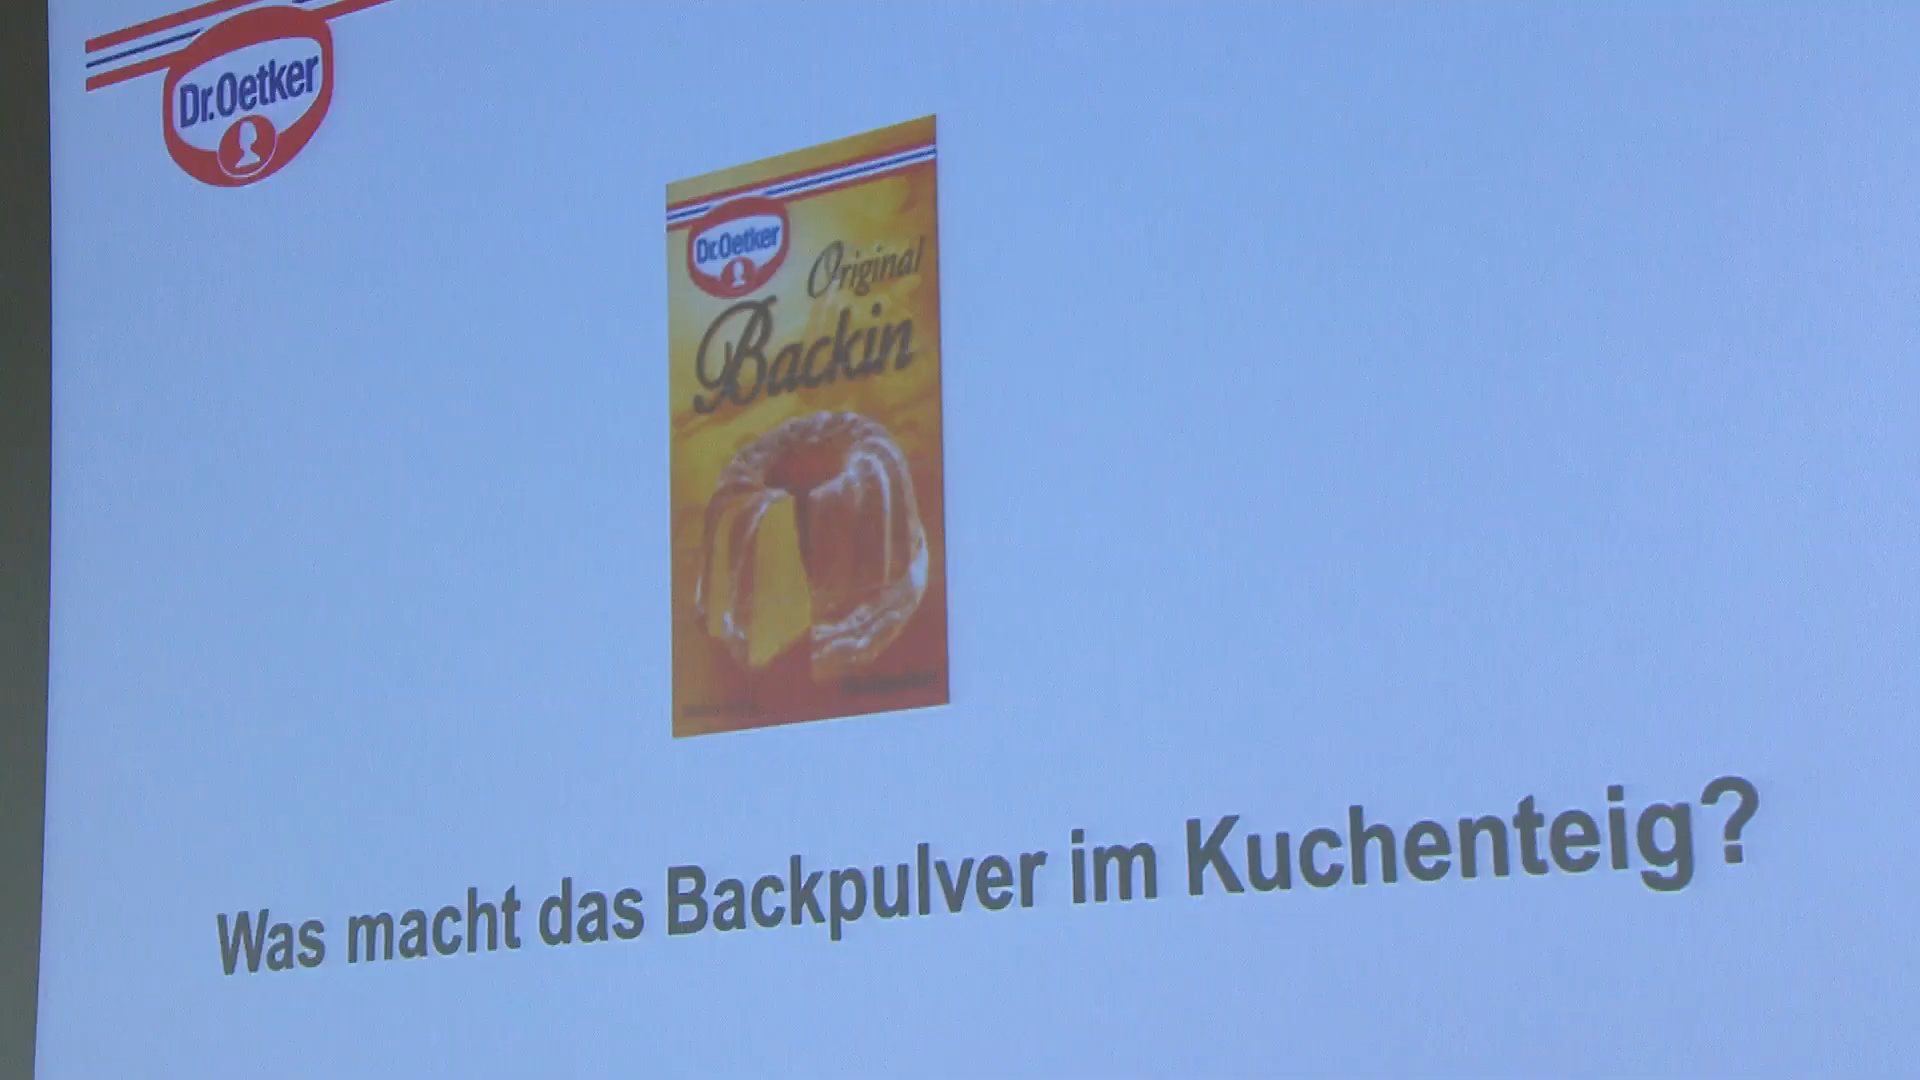 Dr.Oetker
Dr.Oetker
Original
Backin
Was macht das Backpulver im Kuchenteig?